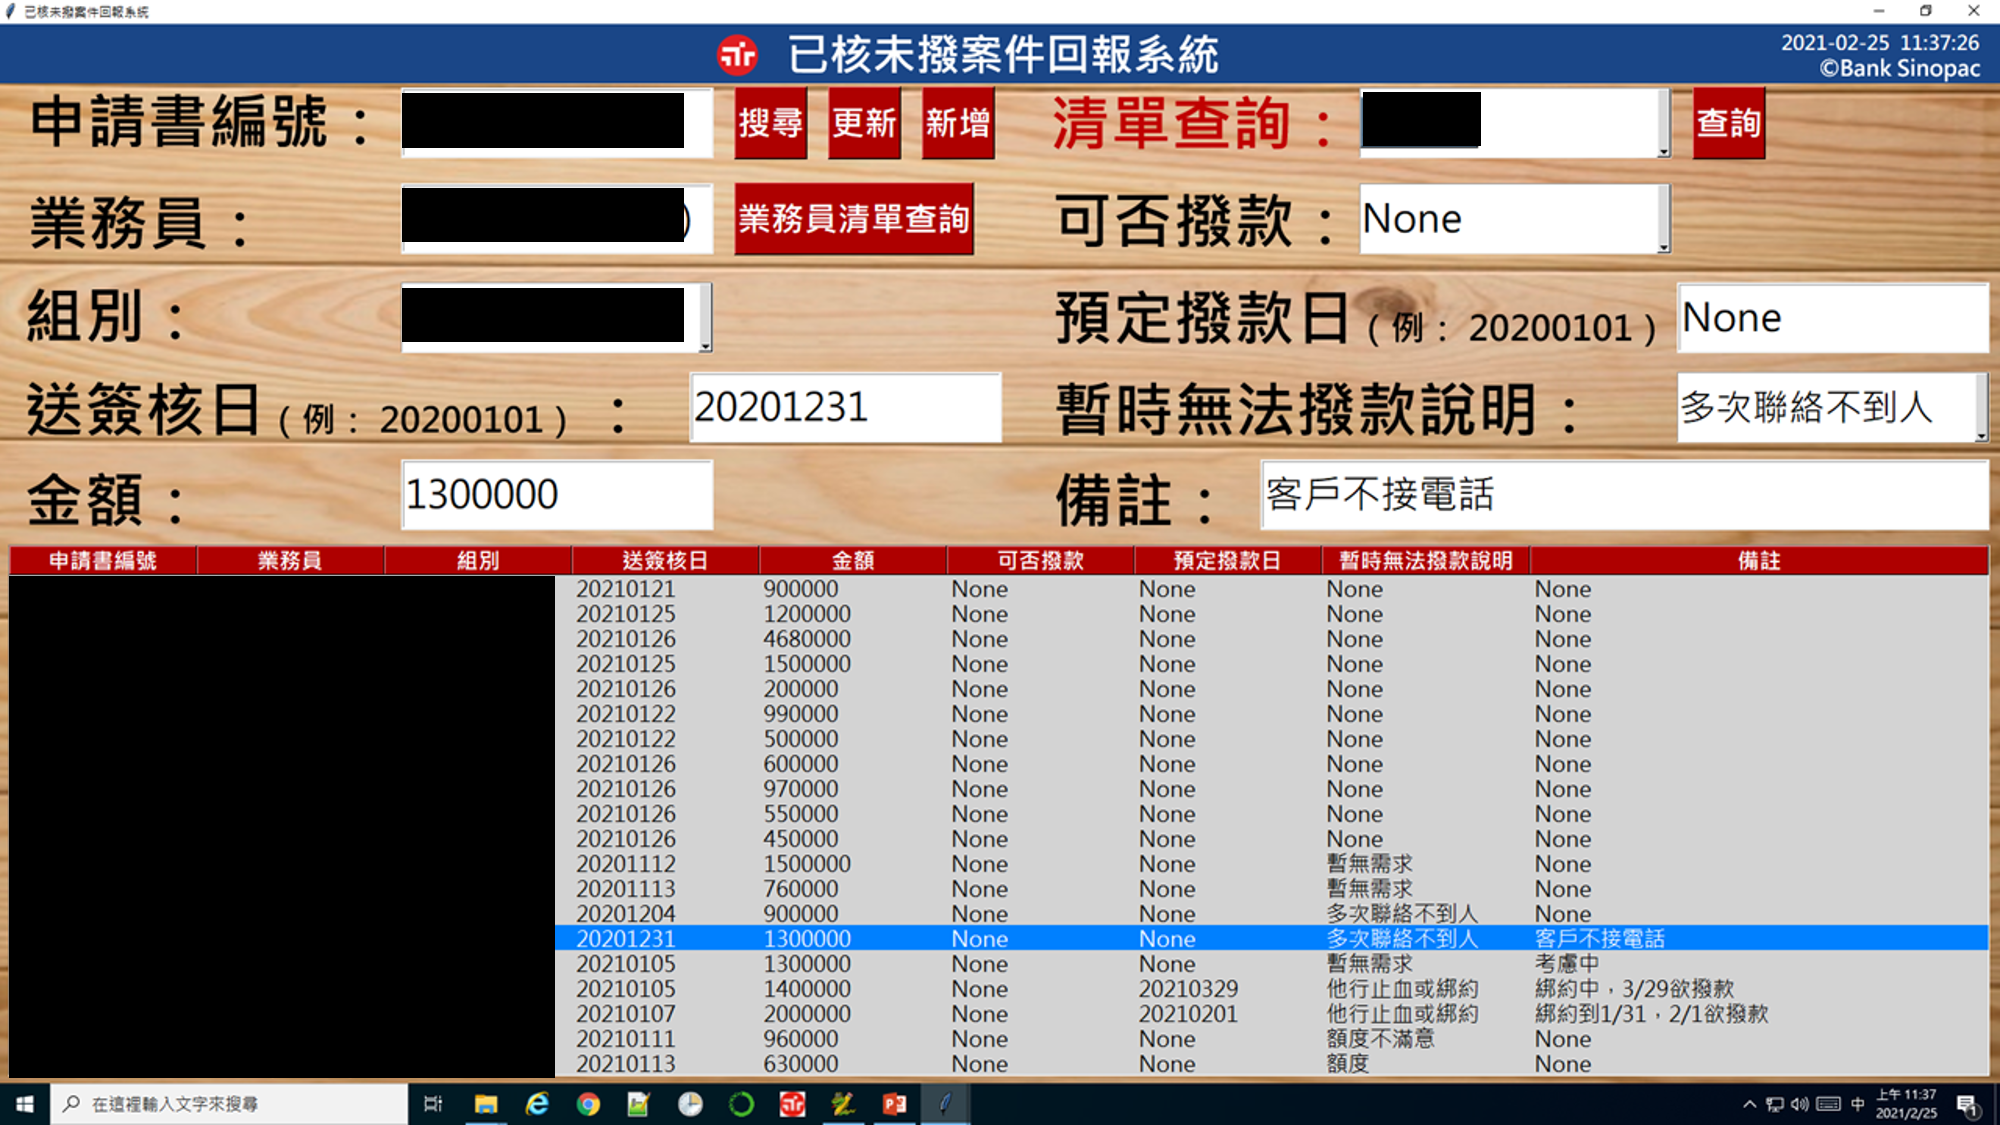 已核未撥案件回報系統
已核未撥案件回報系統
2021-02-25 11:37:26
©Bank Sinopac
申請書編號： 搜尋 更新 新增 清單查詢： 查詢
業務員： ) 業務員清單查詢 可否撥款： None
組別： 預定撥款日(例： 20200101) None
送簽核日(例： 20200101) ： 20201231 暫時無法撥款說明： 多次聯絡不到人
金額： 1300000 備註： 客戶不接電話
申請書編號 業務員 組別 送簽核日 金額 可否撥款 預定撥款日 暫時無法撥款說明 備註
20210121 900000 None None None None
20210125 1200000 None None None None
20210126 4680000 None None None None
20210125 1500000 None None None None
20210126 200000 None None None None
20210122 990000 None None None None
20210122 500000 None None None None
20210126 600000 None None None None
20210126 970000 None None None None
20210126 550000 None None None None
20210126 450000 None None None None
20201112 1500000 None None 暫無需求 None
20201113 760000 None None 暫無需求 None
20201204 900000 None None 多次聯絡不到人 None
20201231 1300000 None None 多次聯絡不到人 客戶不接電話
20210105 1300000 None None 暫無需求 考慮中
20210105 1400000 None 20210329 他行止血或綁約 綁約中，3/29欲撥款
20210107 2000000 None 20210201 他行止血或綁約 綁約到1/31，2/1欲撥款
20210111 960000 None None 額度不滿意 None
20210113 630000 None None 額度 None
在這裡輸入文字來搜尋
中
上午 11:37
2021/2/25
1